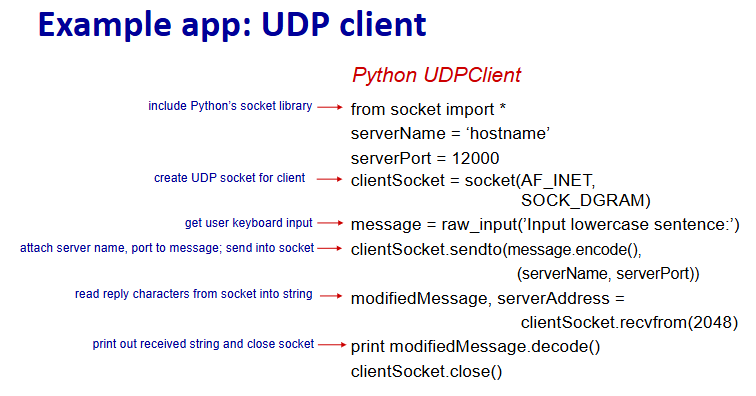 Example app: UDP client
Python UDPClient
include Python’s socket library
from socket import *
serverName = ‘hostname’
serverPort = 12000
create UDP socket for client
clientSocket = socket(AF_INET,
SOCK_DGRAM)
get user keyboard input
message = raw_input(’Input lowercase sentence:’)
attach server name, port to message; send into socket
clientSocket.sendto(message.encode(),
(serverName, serverPort))
read reply characters from socket into string
modifiedMessage, serverAddress =
clientSocket.recvfrom(2048)
print out received string and close socket
print modifiedMessage.decode()
clientSocket.close()